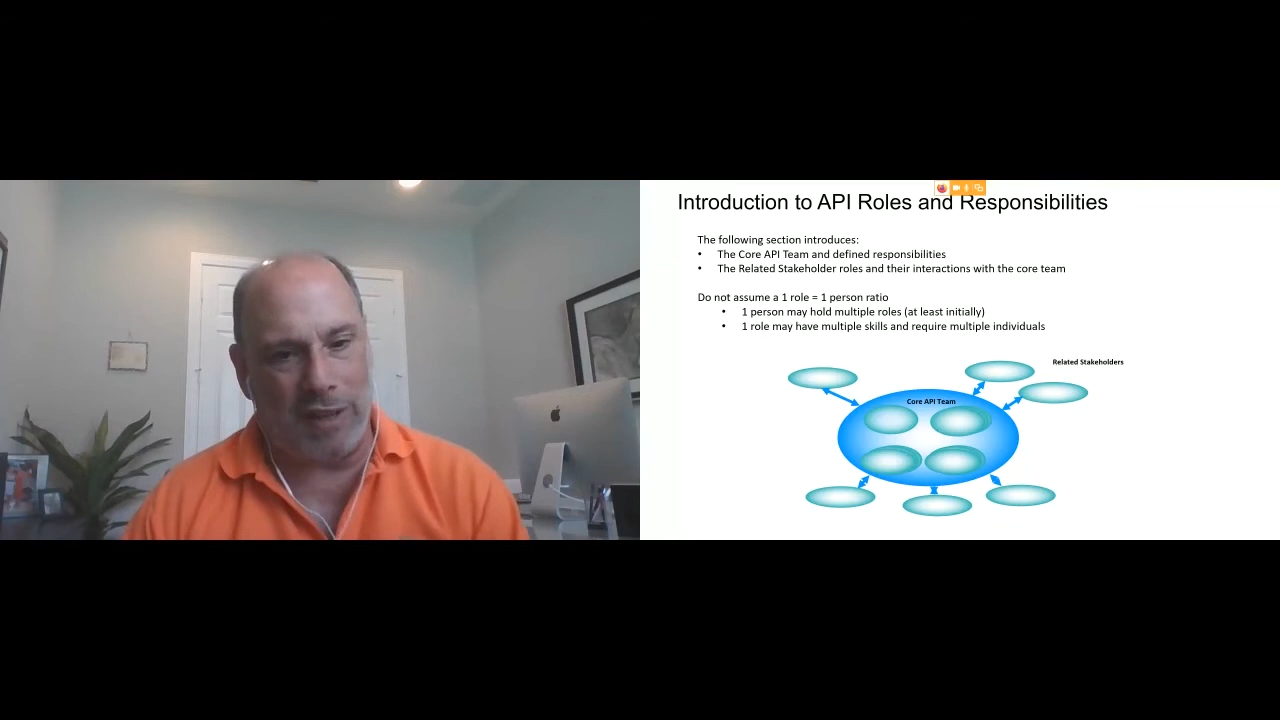 Introduction to API Roles and Responsibilities
The following section introduces:
• The Core API Team and defined responsibilities
• The Related Stakeholder roles and their interactions with the core team
Do not assume a 1 role = 1 person ratio
• 1 person may hold multiple roles (at least initially)
• 1 role may have multiple skills and require multiple individuals
Related Stakeholders
Core API Team